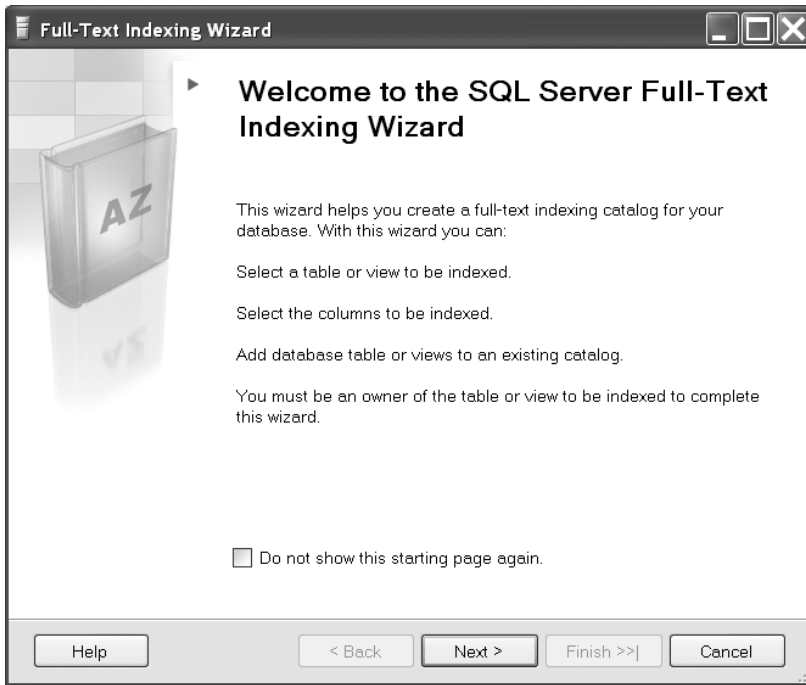 Full-Text Indexing Wizard
Welcome to the SQL Server Full-Text
Indexing Wizard
AZ
This wizard helps you create a full-text indexing catalog for your
database. With this wizard you can:
Select a table or view to be indexed.
Select the columns to be indexed.
Add database table or views to an existing catalog.
You must be an owner of the table or view to be indexed to complete
this wizard.
Do not show this starting page again.
Help
< Back
Next >
Finish >>|
Cancel